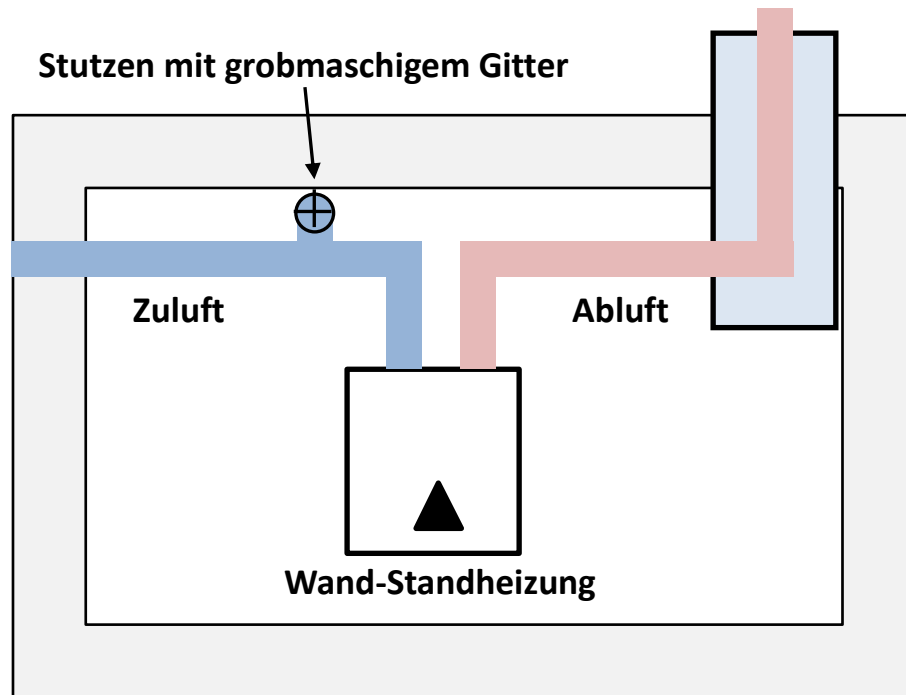 Stutzen mit grobmaschigem Gitter
Zuluft
Abluft
Wand-Standheizung